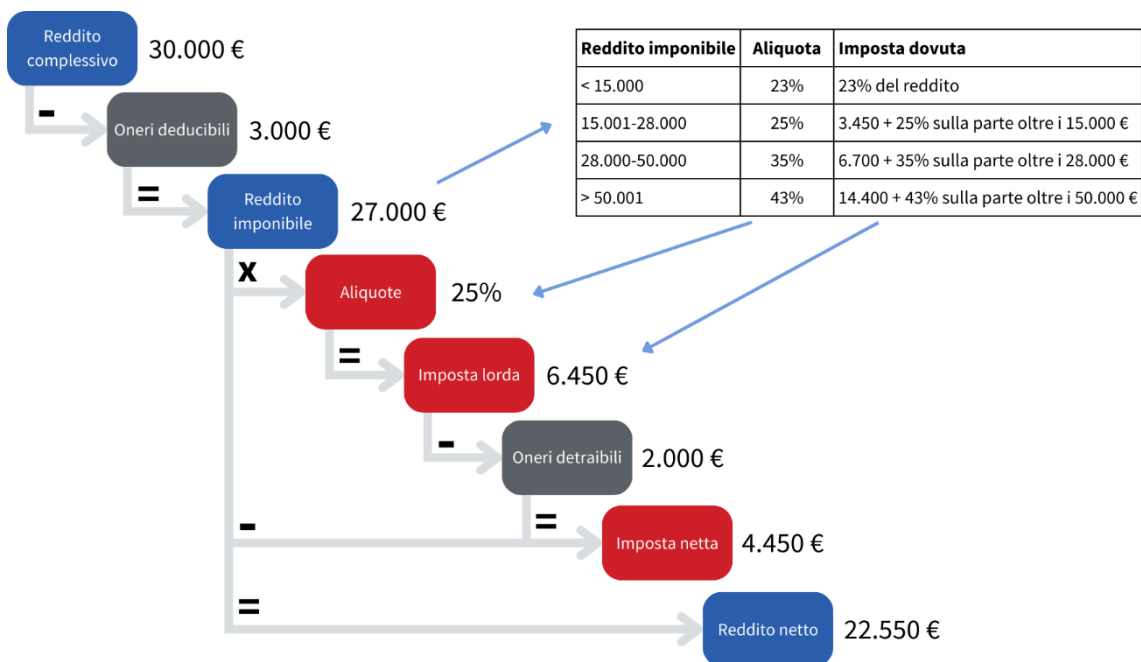 Reddito
complessivo
30.000 €
-
Oneri deducibili
3.000 €
=
Reddito
imponibile
27.000 €
x
Aliquote
25%
=
Imposta lorda
6.450 €
-
Oneri detraibili
2.000 €
=
-
Imposta netta
4.450 €
=
Reddito netto
22.550 €
Reddito imponibile Aliquota Imposta dovuta
< 15.000 23% 23% del reddito
15.001-28.000 25% 3.450 + 25% sulla parte oltre i 15.000 €
28.000-50.000 35% 6.700 + 35% sulla parte oltre i 28.000 €
> 50.001 43% 14.400 + 43% sulla parte oltre i 50.000 €